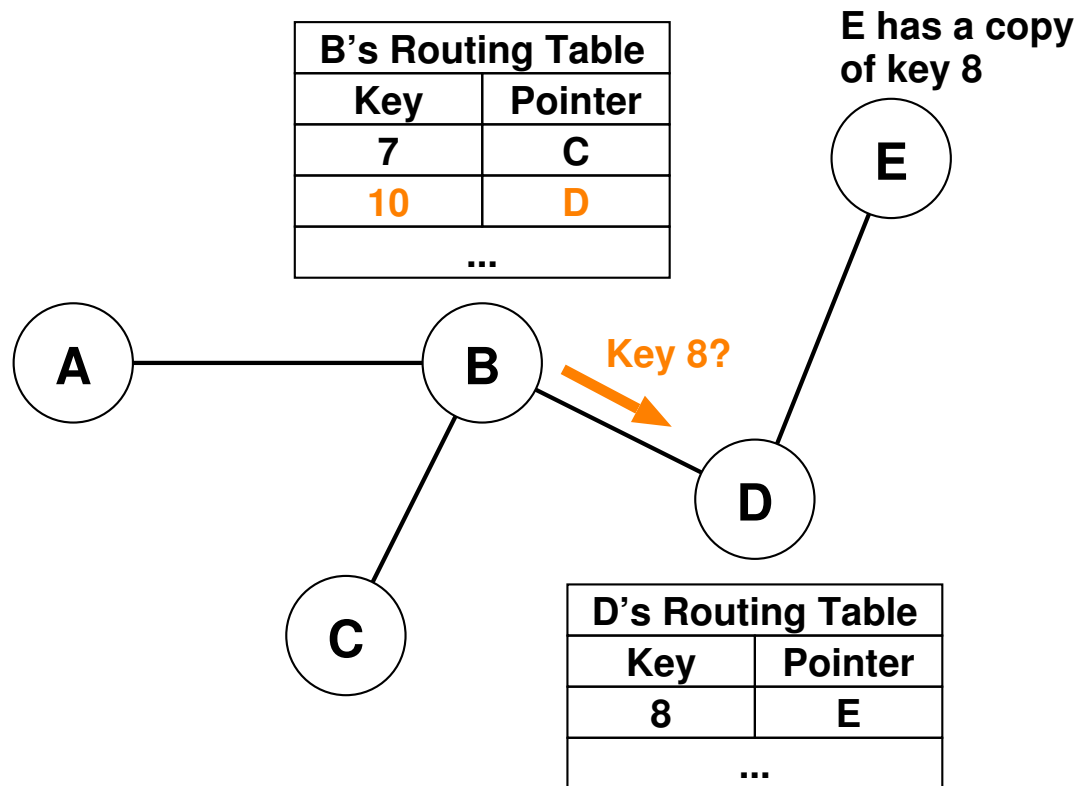 E has a copy
of key 8
B's Routing Table
Key Pointer
7 C
10 D
...
E
A
B
Key 8?
D
C
D's Routing Table
Key Pointer
8 E
...